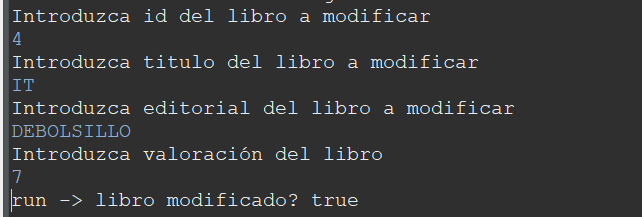 Introduzca id del libro a modificar
4
Introduzca titulo del libro a modificar
IT
Introduzca editorial del libro a modificar
DEBOLSILLO
Introduzca valoración del libro
7
run -> libro modificado? true